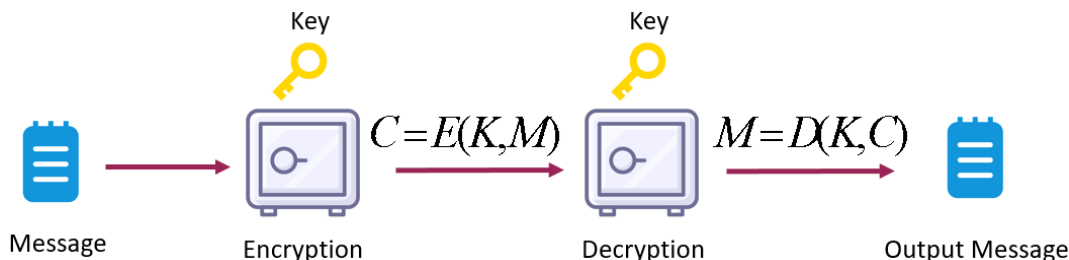 Key
Key
C=E(K,M)
M=D(K,C)
Message
Encryption
Decryption
Output Message